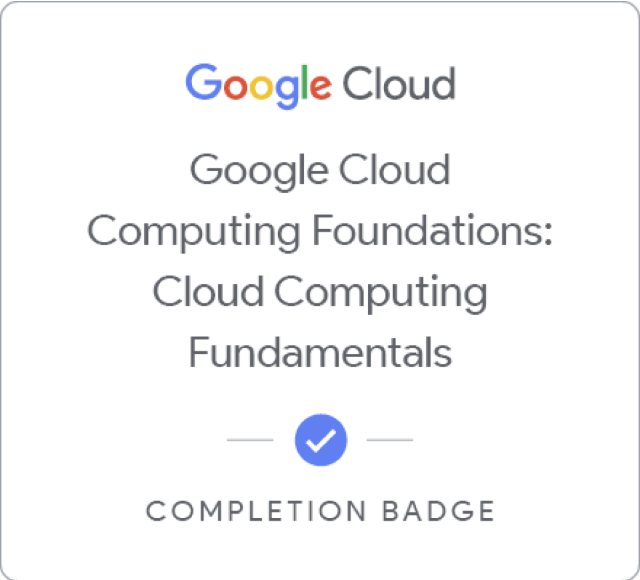 Google Cloud
Google Cloud
Computing Foundations:
Cloud Computing
Fundamentals
COMPLETION BADGE